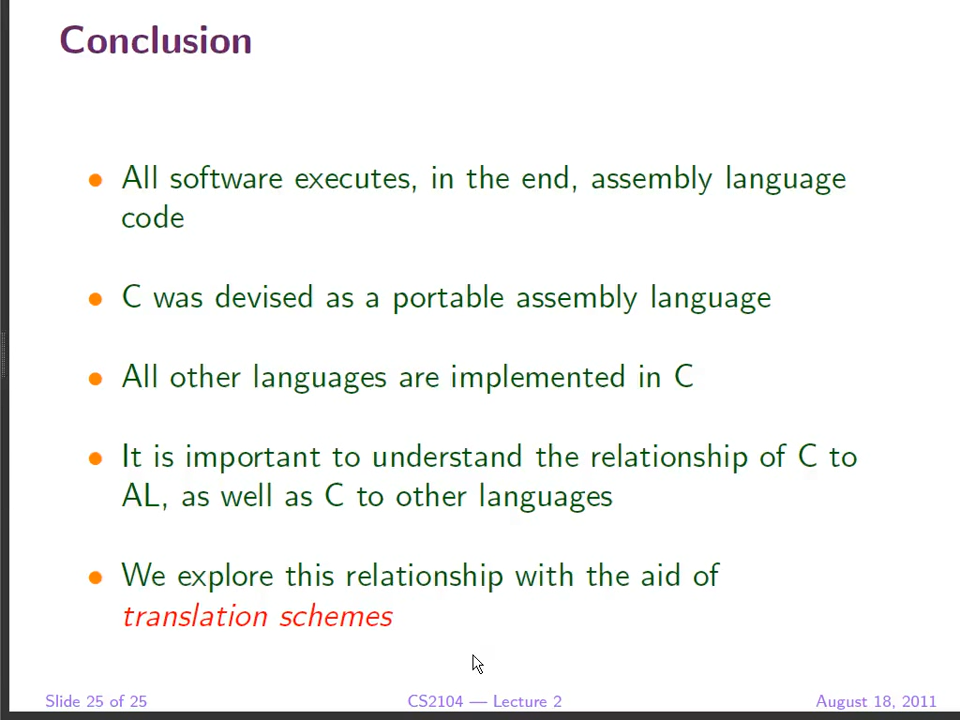 Conclusion
• All software executes, in the end, assembly language
code
• C was devised as a portable assembly language
• All other languages are implemented in C
• It is important to understand the relationship of C to
AL, as well as C to other languages
• We explore this relationship with the aid of
translation schemes
Slide 25 of 25 CS2104 — Lecture 2 August 18, 2011